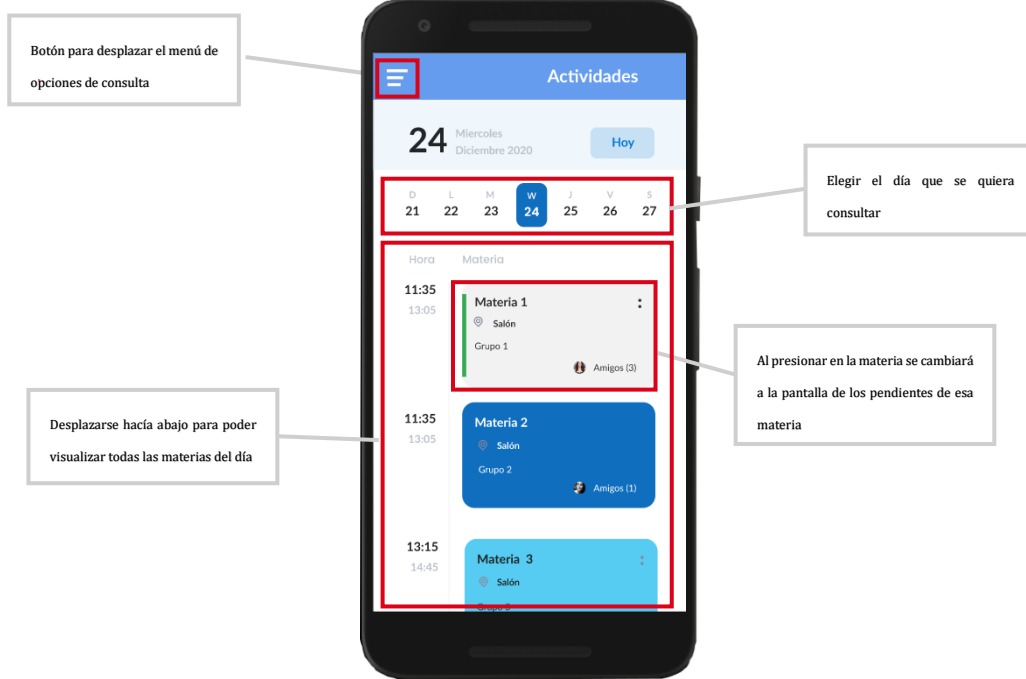 Botón para desplazar el menú de
opciones de consulta
Actividades
24
Miercoles
Diciembre 2020
Hoy
D L M W J V S
21 22 23 24 25 26 27
Elegir el día que se quiera
consultar
Hora Materia
11:35
13:05
Materia 1
Salón
Grupo 1
Amigos (3)
Al presionar en la materia se cambiará
a la pantalla de los pendientes de esa
materia
Desplazarse hacía abajo para poder
visualizar todas las materias del día
11:35
13:05
Materia 2
Salón
Grupo 2
Amigos (1)
13:15
14:45
Materia 3
Salón
Grupo